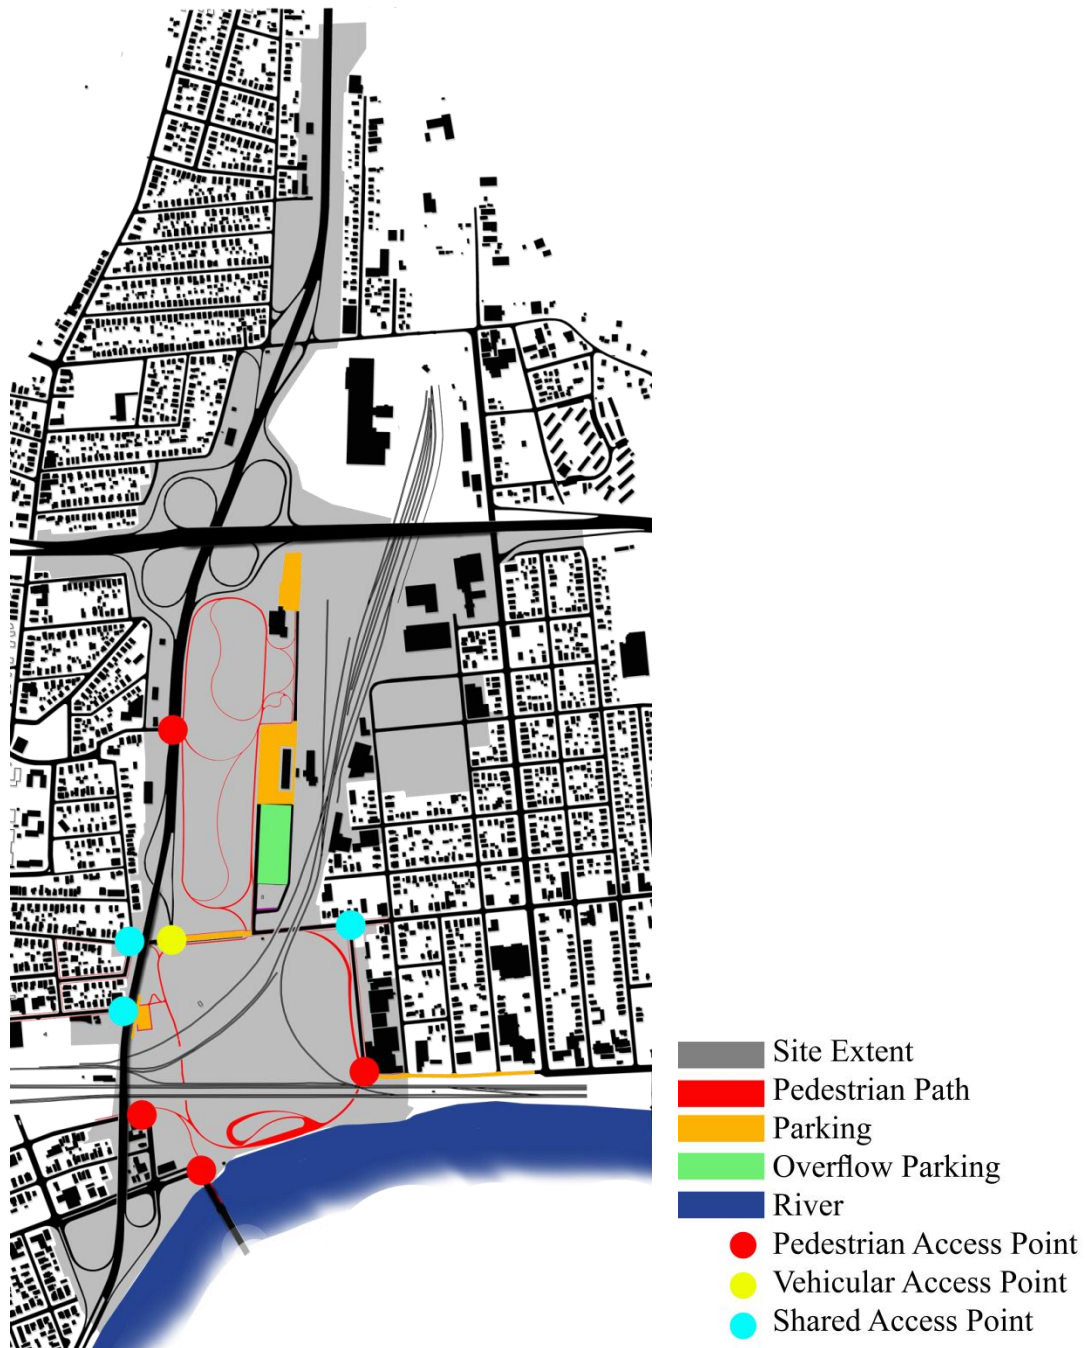 Site Extent
Pedestrian Path
Parking
Overflow Parking
River
Pedestrian Access Point
Vehicular Access Point
Shared Access Point